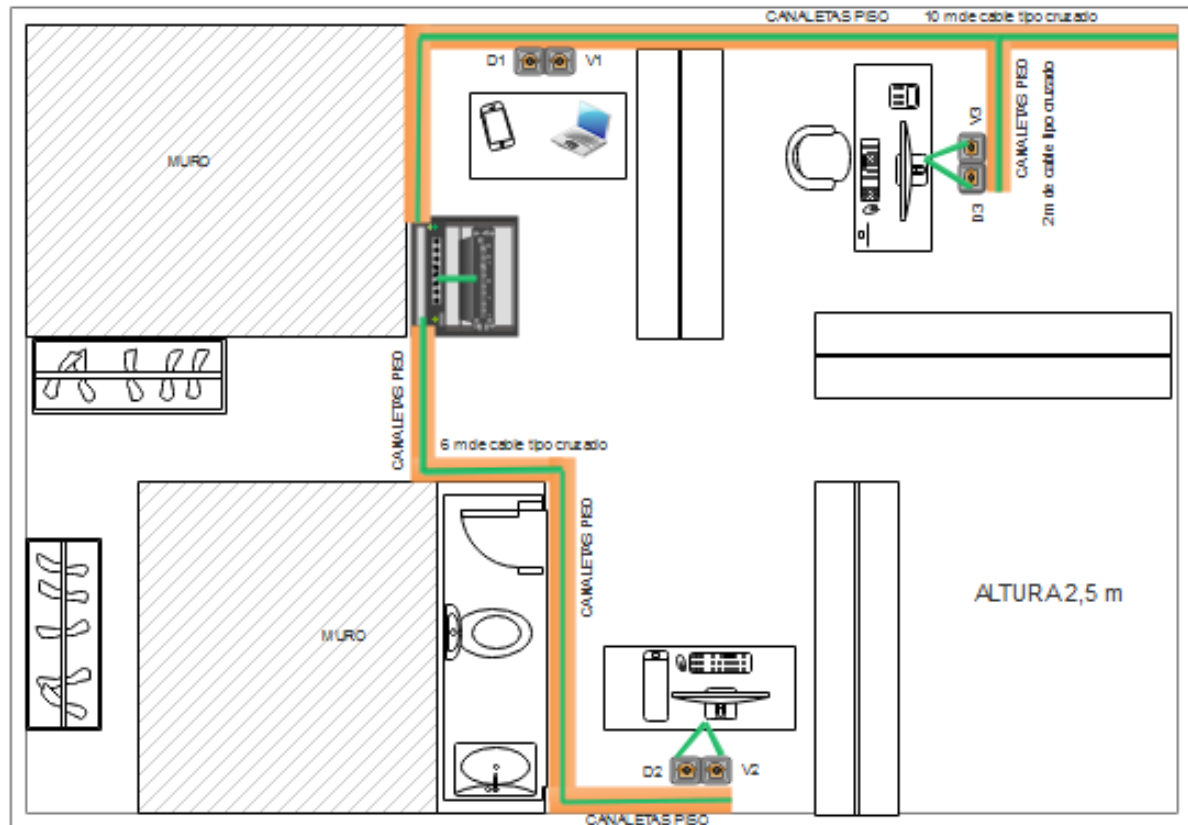 CANALETAS PISO 10 m de cable tipo cruzado
D1 V1
V3
CANALETAS PISO
2m de cable tipo cruzado
MURO
D3
CANALETAS PISO
6 m de cable tipo cruzado
CANALETAS PISO
ALTURA 2,5 m
MURO
D2 V2
CANALETAS PISO